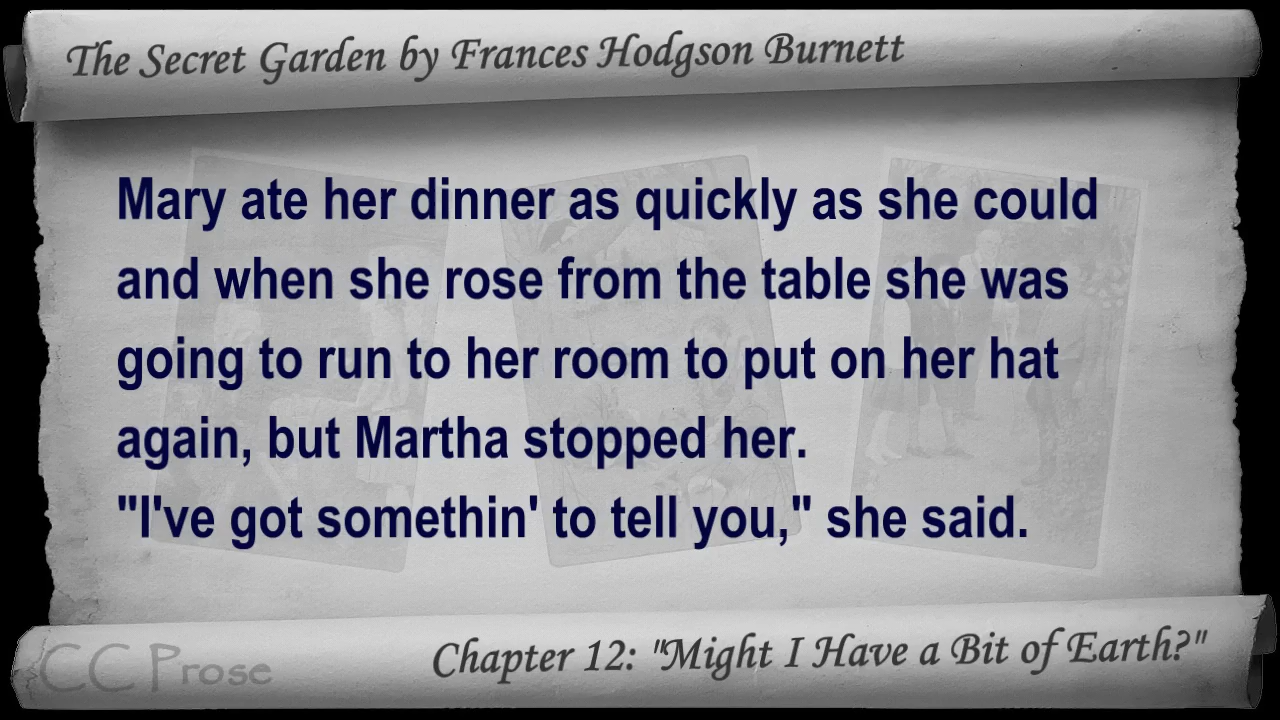 The Secret Garden by Frances Hodgson Burnett
Mary ate her dinner as quickly as she could
and when she rose from the table she was
going to run to her room to put on her hat
again, but Martha stopped her.
"I've got somethin' to tell you," she said.
CC Prose
Chapter 12: "Might I Have a Bit of Earth?"